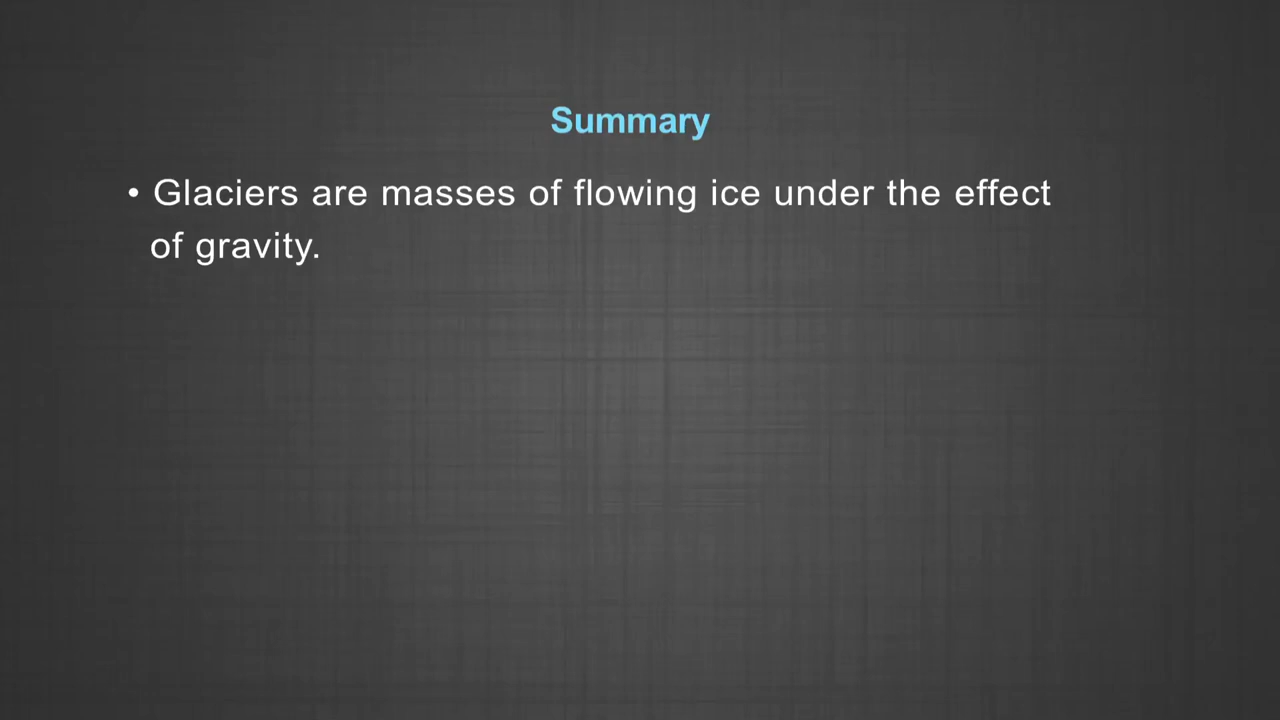 Summary
• Glaciers are masses of flowing ice under the effect
of gravity.